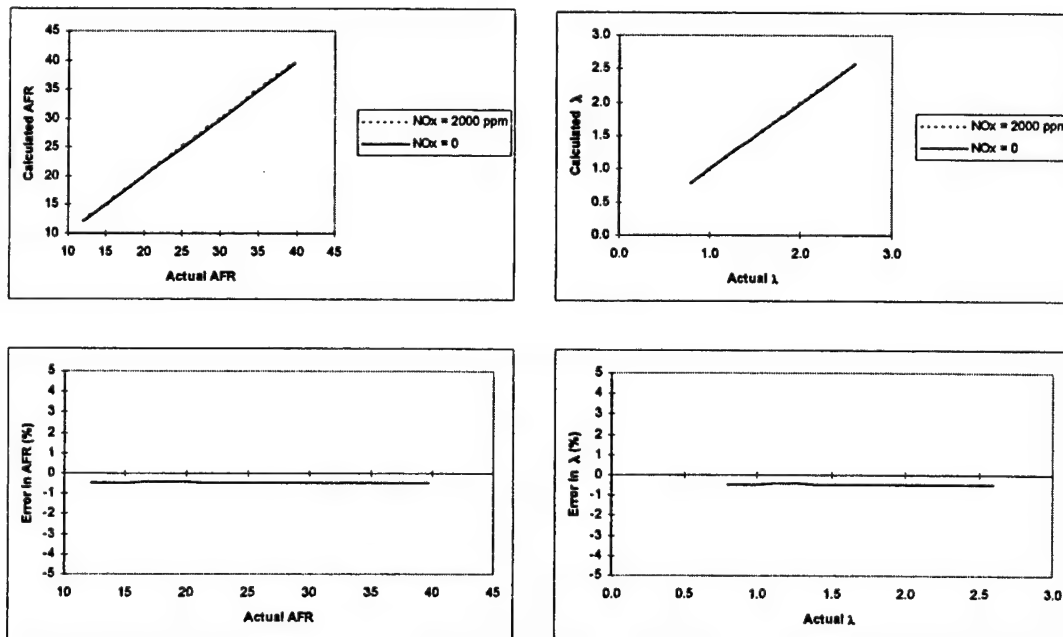 45
40
35
30
25
20
15
10
10 15 20 25 30 35 40 45
Calculated AFR
Actual AFR
NOx = 2000 ppm
NOx = 0
3.0
2.5
2.0
1.5
1.0
0.5
0.0
0.0 1.0 2.0 3.0
Calculated λ
Actual λ
NOx = 2000 ppm
NOx = 0
5
4
3
2
1
0
-1
-2
-3
-4
-5
10 15 20 25 30 35 40 45
Error in AFR (%)
Actual AFR
5
4
3
2
1
0
-1
-2
-3
-4
-5
0.0 0.5 1.0 1.5 2.0 2.5 3.0
Error in λ (%)
Actual λ